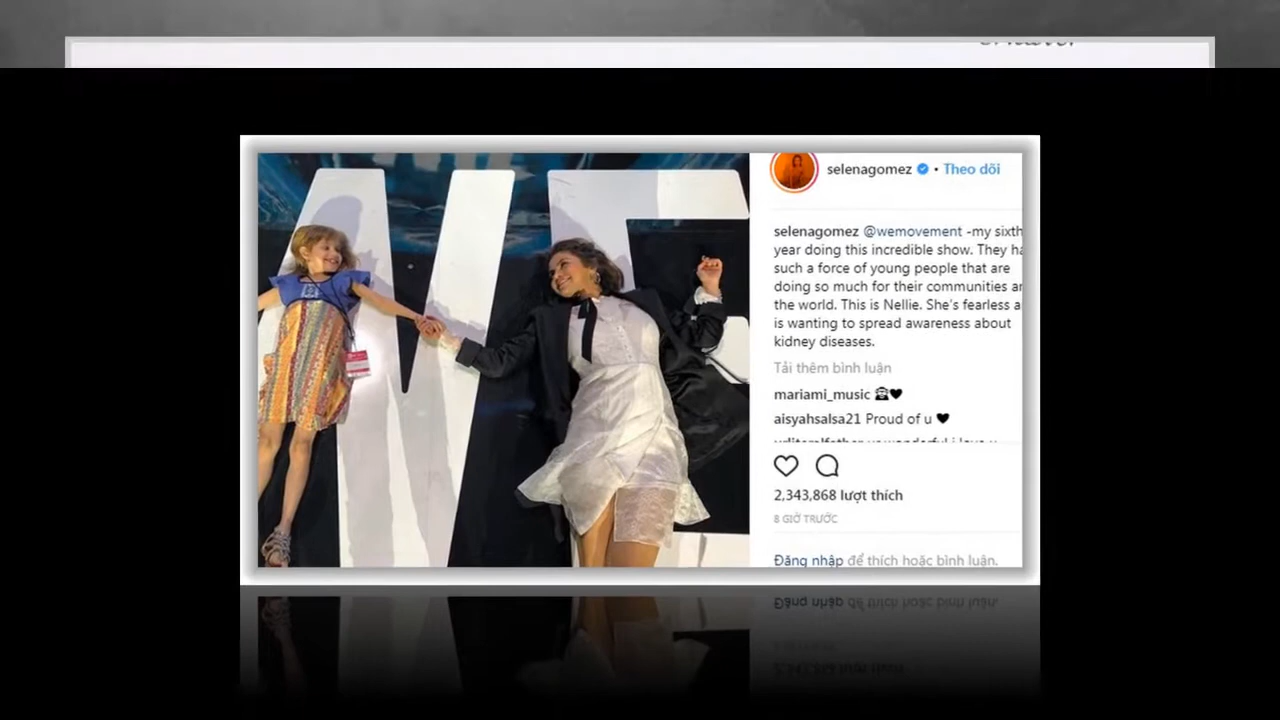 WE
selenagomez • Theo dõi
selenagomez @wemovement -my sixth
year doing this incredible show. They ha
such a force of young people that are
doing so much for their communities an
the world. This is Nellie. She's fearless a
is wanting to spread awareness about
kidney diseases.
Tải thêm bình luận
mariami_music
aisyahsalsa21 Proud of u 🖤
2,343,868 lượt thích
8 GIỜ TRƯỚC
Đăng nhập để thích hoặc bình luận.